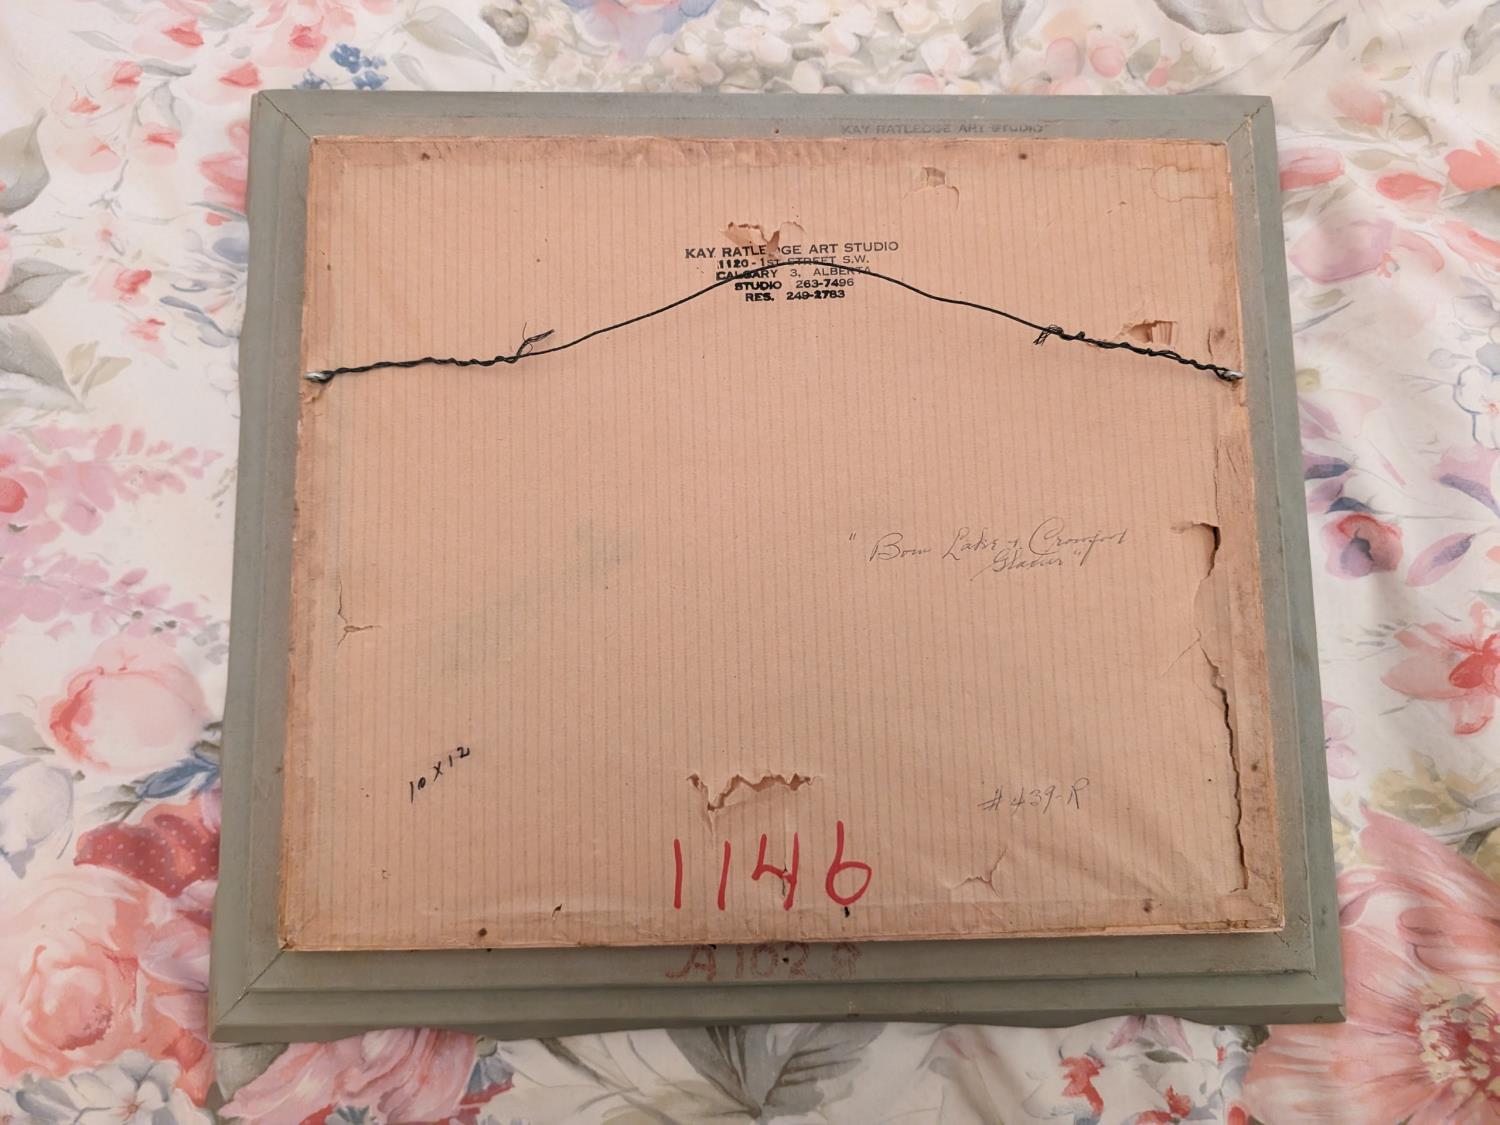 KAY RATLEDGE ART STUDIO
KAY RATLEDGE ART STUDIO
1120-1ST STREET S.W.
CALGARY 3, ALBERTA
STUDIO 263-7496
RES. 249-2783
"Bow Lake & Crowfoot
Glacier"
10 x 12
# 439-R
1146
A1028